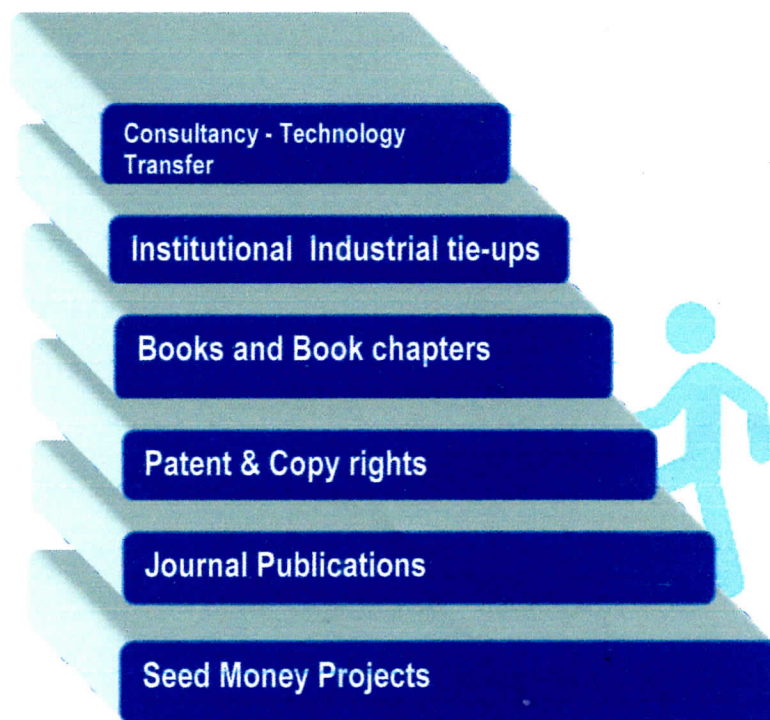 Consultancy - Technology
Transfer
Institutional Industrial tie-ups
Books and Book chapters
Patent & Copy rights
Journal Publications
Seed Money Projects